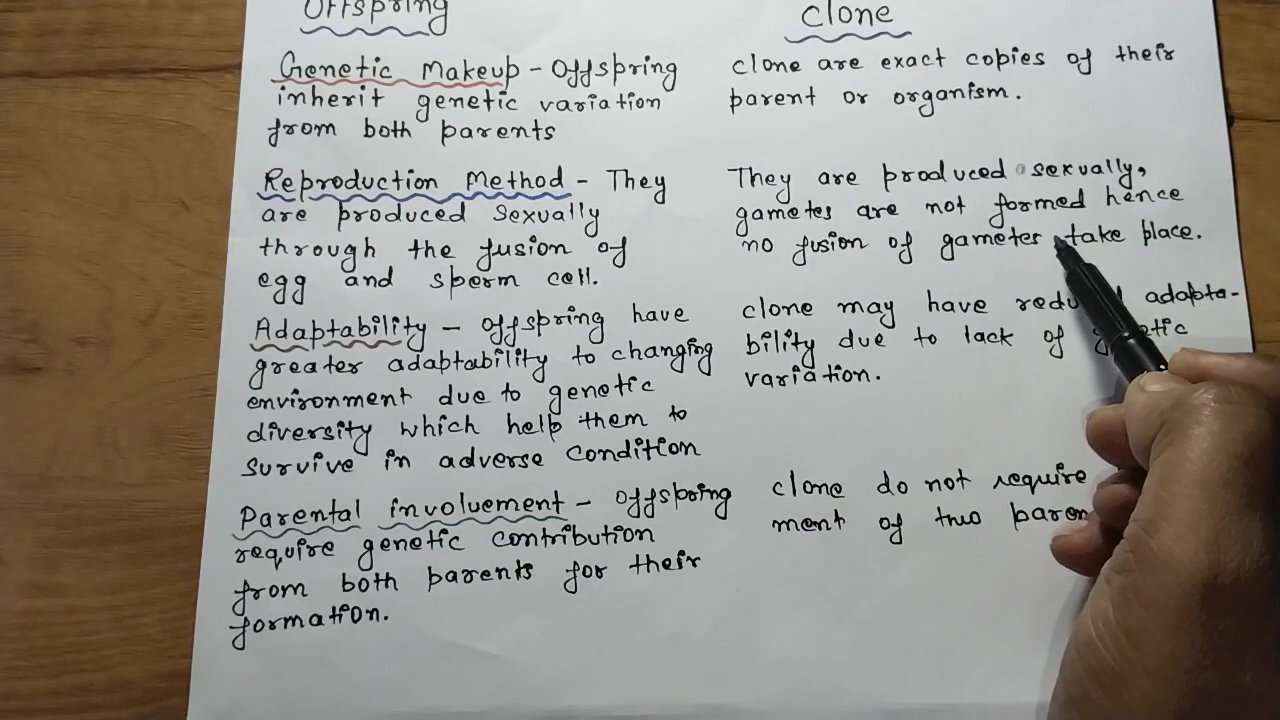 Offspring
Clone
Genetic Makeup - Offspring
inherit genetic variation
from both parents
clone are exact copies of their
parent or organism.
Reproduction Method - They
are produced sexually
through the fusion of
egg and sperm cell.
They are produced sexually,
gametes are not formed hence
no fusion of gametes take place.
Adaptability - offspring have
greater adaptability to changing
environment due to genetic
diversity which help them to
survive in adverse condition
clone may have adapta-
bility due to lack of
variation.
Parental involvement - offspring
require genetic contribution
from both parents for their
formation.
clone do not require
ment of two